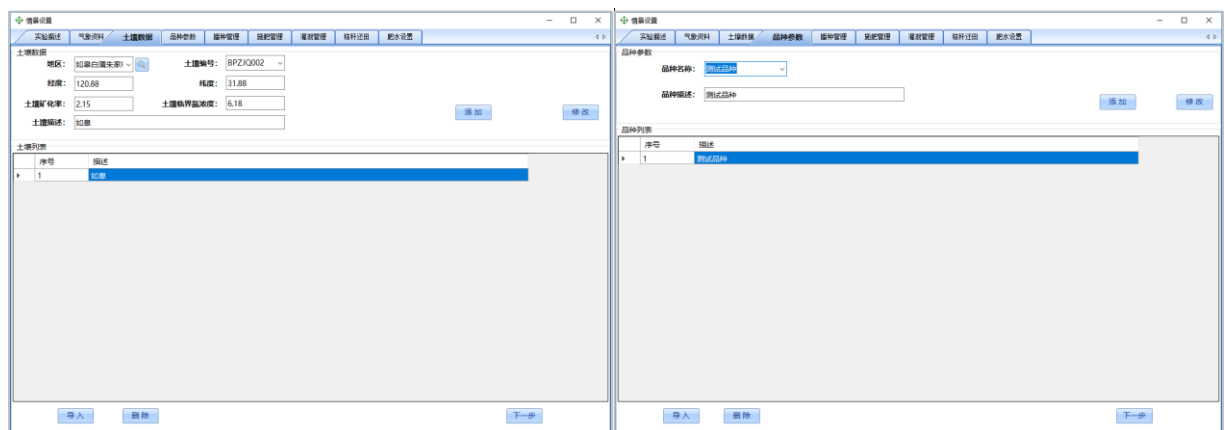 情景设置
实验描述 气象资料 土壤数据 品种参数 播种管理 施肥管理 灌溉管理 秸秆还田 肥水设置
土壤数据
地区: 如皋白蒲朱家 土壤编号: BPZJQ002
经度: 120.88 纬度: 31.88
土壤矿化率: 2.15 土壤临界氮浓度: 6.18
添加 修改
土壤描述: 如皋
土壤列表
序号 描述
1 如皋
导入 删除 下一步
情景设置
实验描述 气象资料 土壤数据 品种参数 播种管理 施肥管理 灌溉管理 秸秆还田 肥水设置
品种参数
品种名称: 测试品种
品种描述: 测试品种
添加 修改
品种列表
序号 描述
1 测试品种
导入 删除 下一步